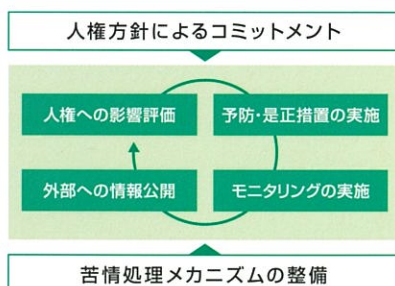 人権方針によるコミットメント
人権への影響評価
予防・是正措置の実施
外部への情報公開
モニタリングの実施
苦情処理メカニズムの整備